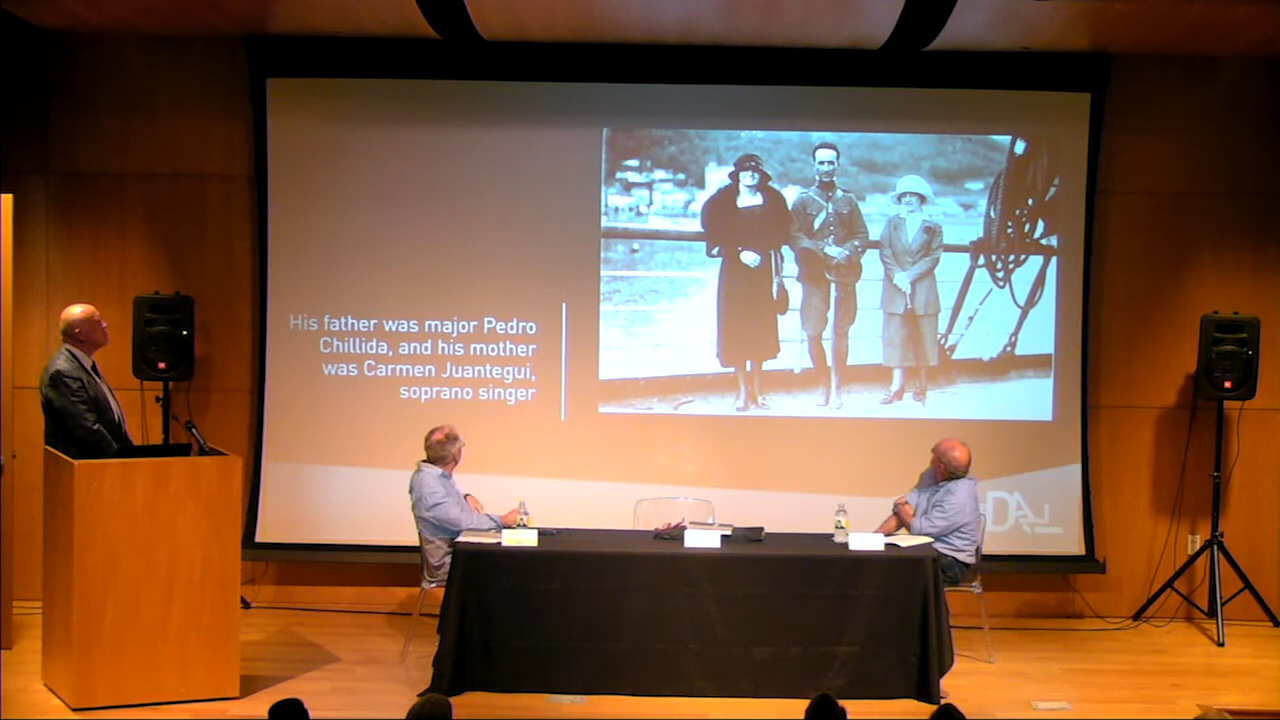 His father was major Pedro
Chillida, and his mother
was Carmen Juantegui,
soprano singer